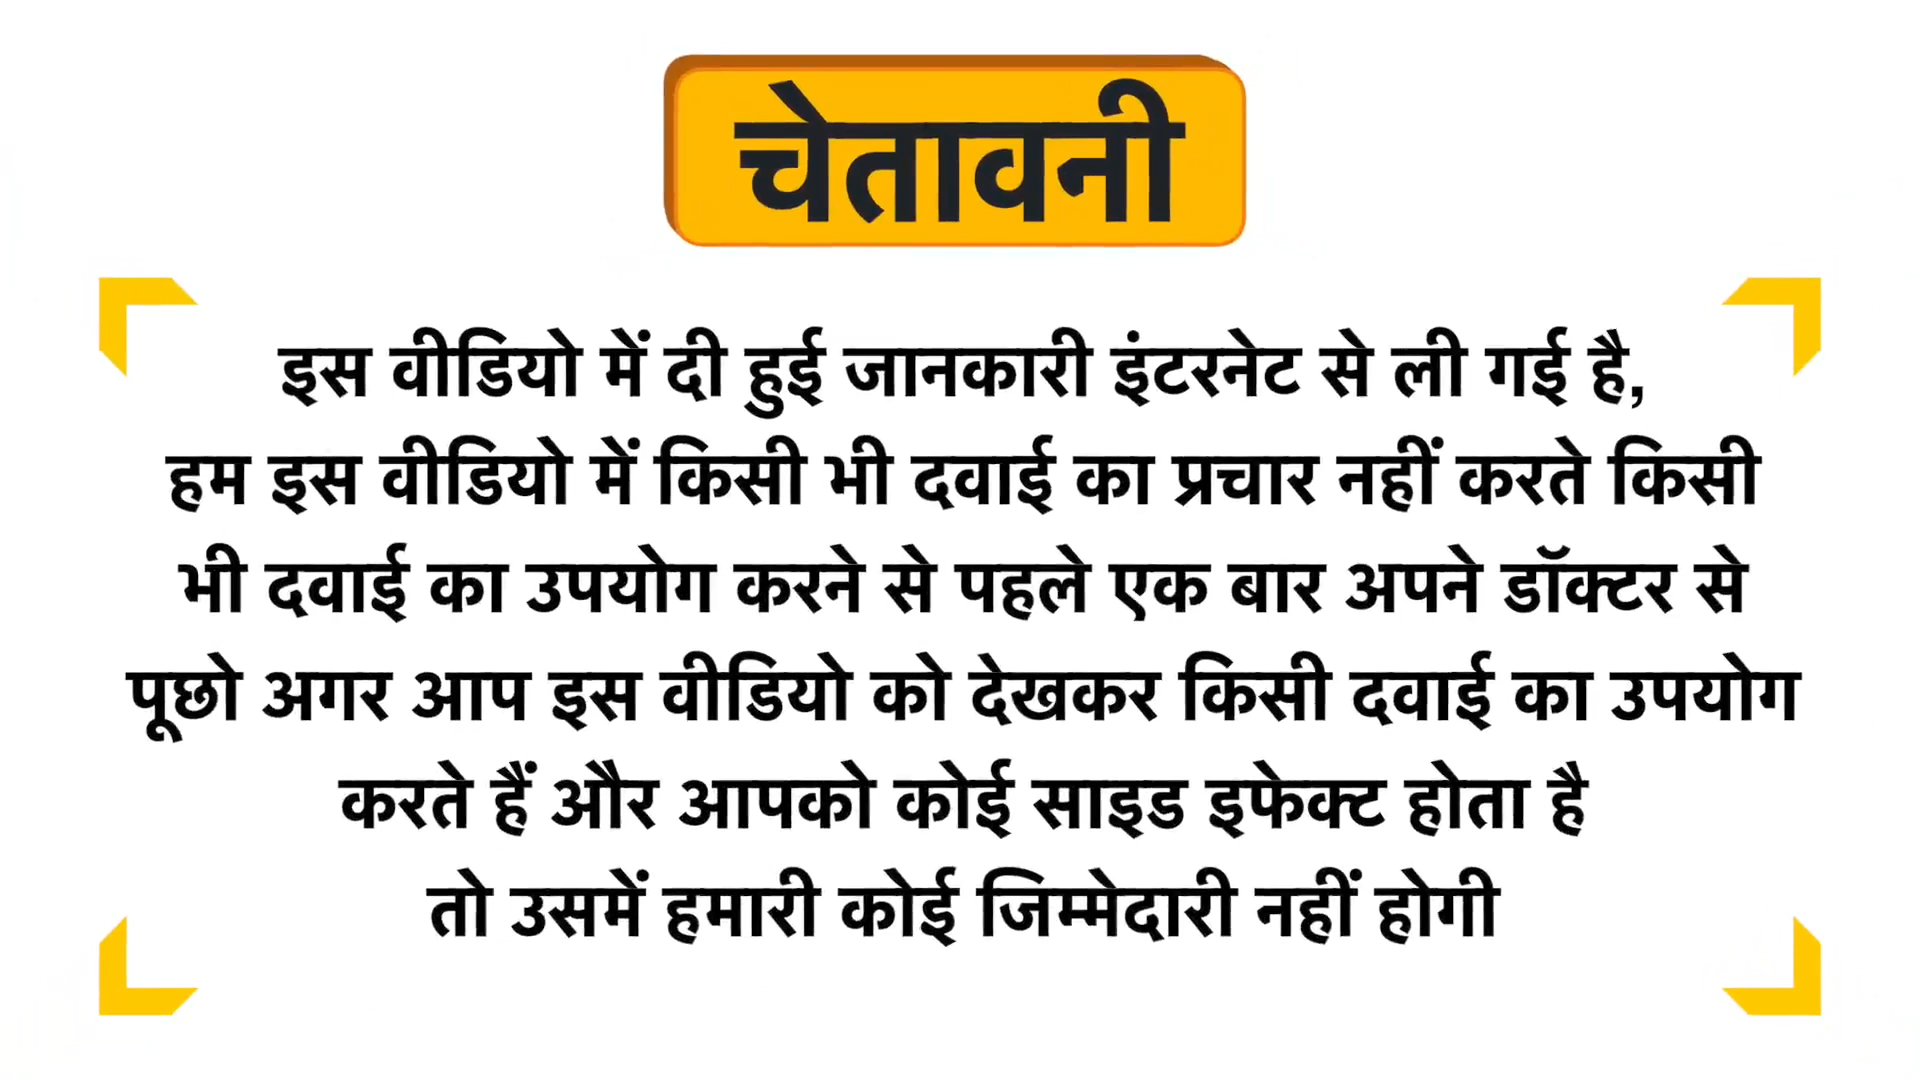 चेतावनी
इस वीडियो में दी हुई जानकारी इंटरनेट से ली गई है,
हम इस वीडियो में किसी भी दवाई का प्रचार नहीं करते किसी
भी दवाई का उपयोग करने से पहले एक बार अपने डॉक्टर से
पूछो अगर आप इस वीडियो को देखकर किसी दवाई का उपयोग
करते हैं और आपको कोई साइड इफेक्ट होता है
तो उसमें हमारी कोई जिम्मेदारी नहीं होगी